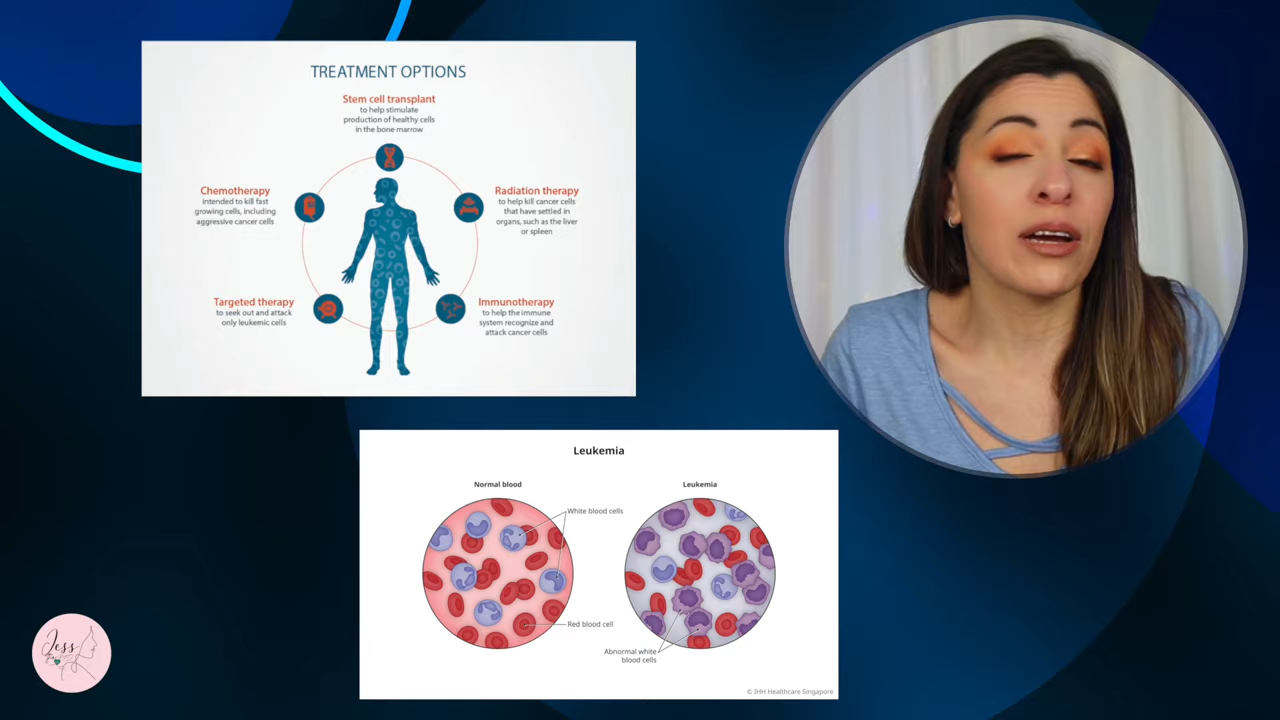 TREATMENT OPTIONS
Stem cell transplant
to help stimulate
production of healthy cells
in the bone marrow
Chemotherapy
intended to kill fast
growing cells, including
aggressive cancer cells
Radiation therapy
to help kill cancer cells
that have settled in
organs, such as the liver
or spleen
Targeted therapy
to seek out and attack
only leukemic cells
Immunotherapy
to help the immune
system recognize and
attack cancer cells
Leukemia
Normal blood
Leukemia
White blood cells
Red blood cell
Abnormal white
blood cells
© IHH Healthcare Singapore
Jess